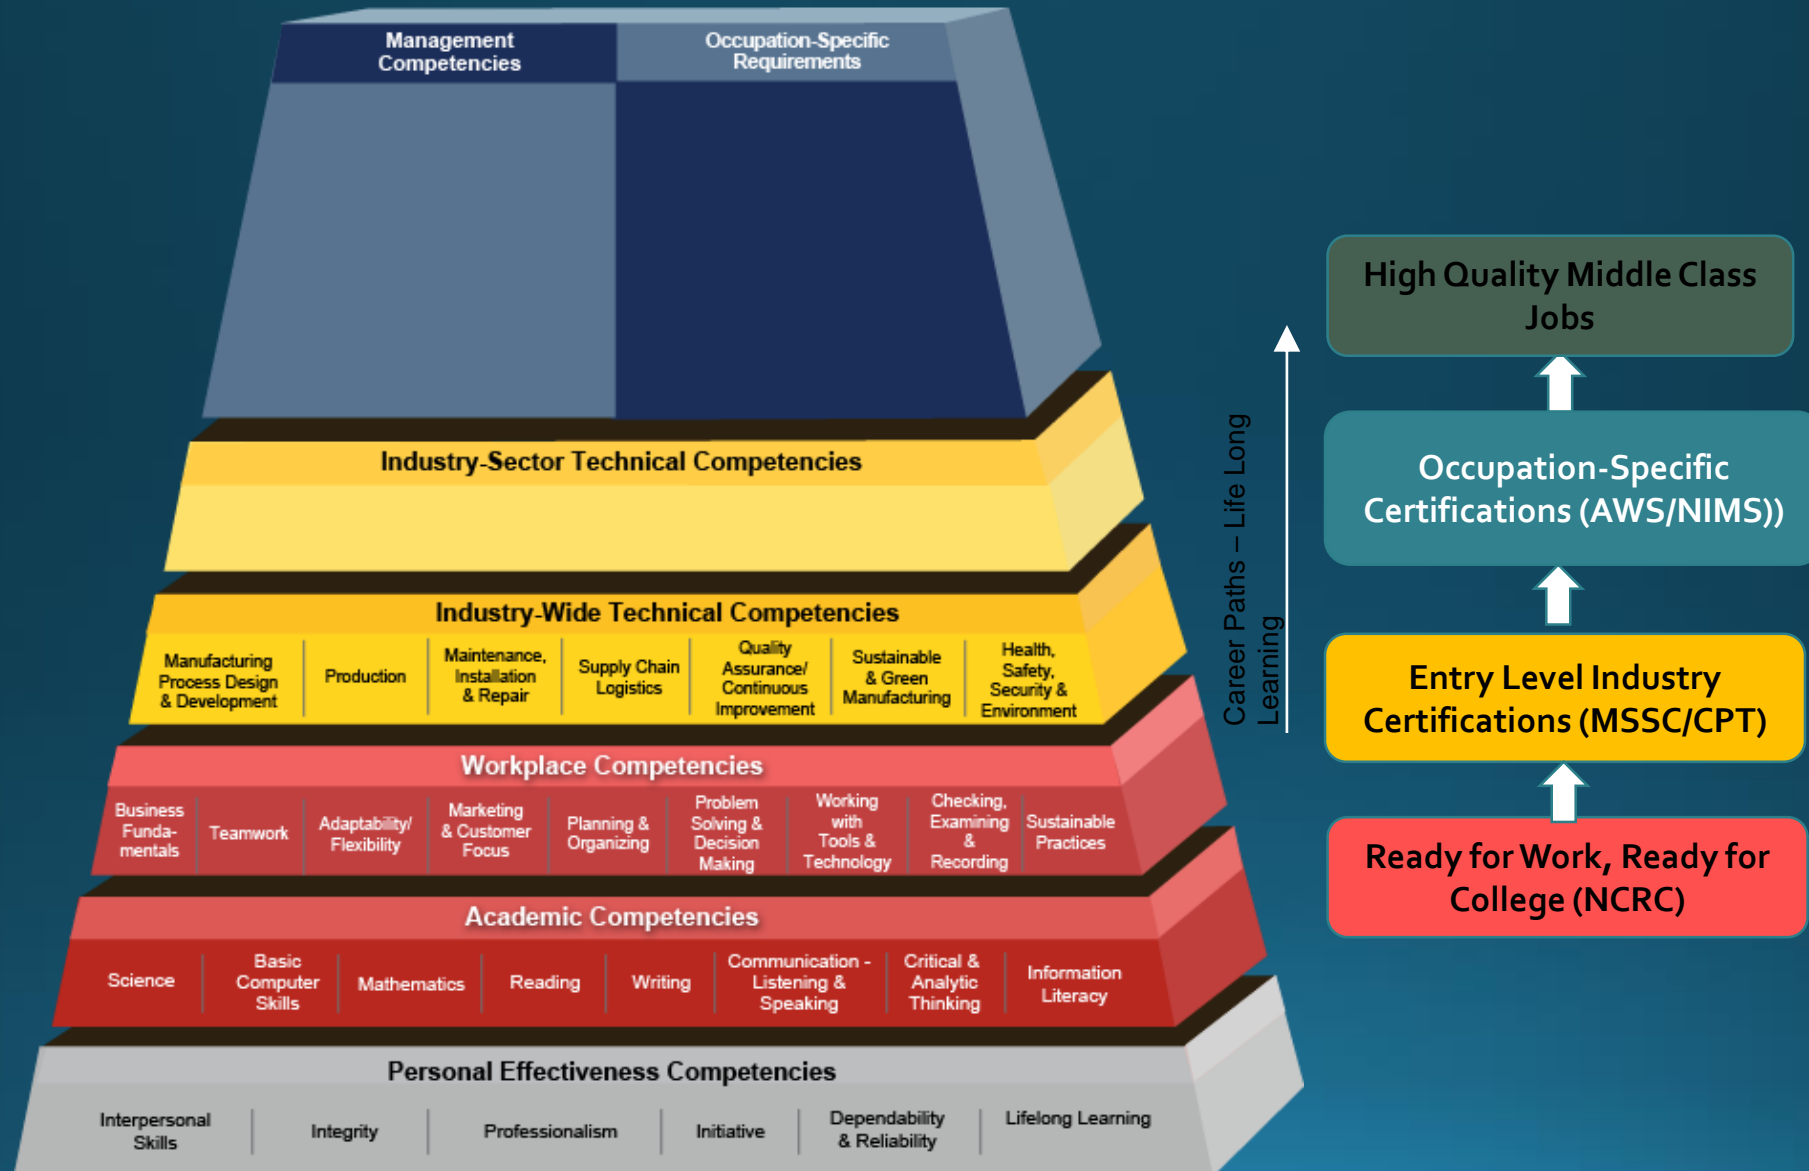 Management
Competencies
Occupation-Specific
Requirements
Industry-Sector Technical Competencies
Industry-Wide Technical Competencies
Manufacturing
Process Design
& Development
Production
Maintenance,
Installation
& Repair
Supply Chain
Logistics
Quality
Assurance/
Continuous
Improvement
Sustainable
& Green
Manufacturing
Health,
Safety,
Security &
Environment
Workplace Competencies
Business
Funda-
mentals
Teamwork
Adaptability/
Flexibility
Marketing
& Customer
Focus
Planning &
Organizing
Problem
Solving &
Decision
Making
Working
with
Tools &
Technology
Checking,
Examining
&
Recording
Sustainable
Practices
Academic Competencies
Science
Basic
Computer
Skills
Mathematics
Reading
Writing
Communication -
Listening &
Speaking
Critical &
Analytic
Thinking
Information
Literacy
Personal Effectiveness Competencies
Interpersonal
Skills
Integrity
Professionalism
Initiative
Dependability
& Reliability
Lifelong Learning
Career Paths – Life Long
Learning
High Quality Middle Class
Jobs
Occupation-Specific
Certifications (AWS/NIMS))
Entry Level Industry
Certifications (MSSC/CPT)
Ready for Work, Ready for
College (NCRC)